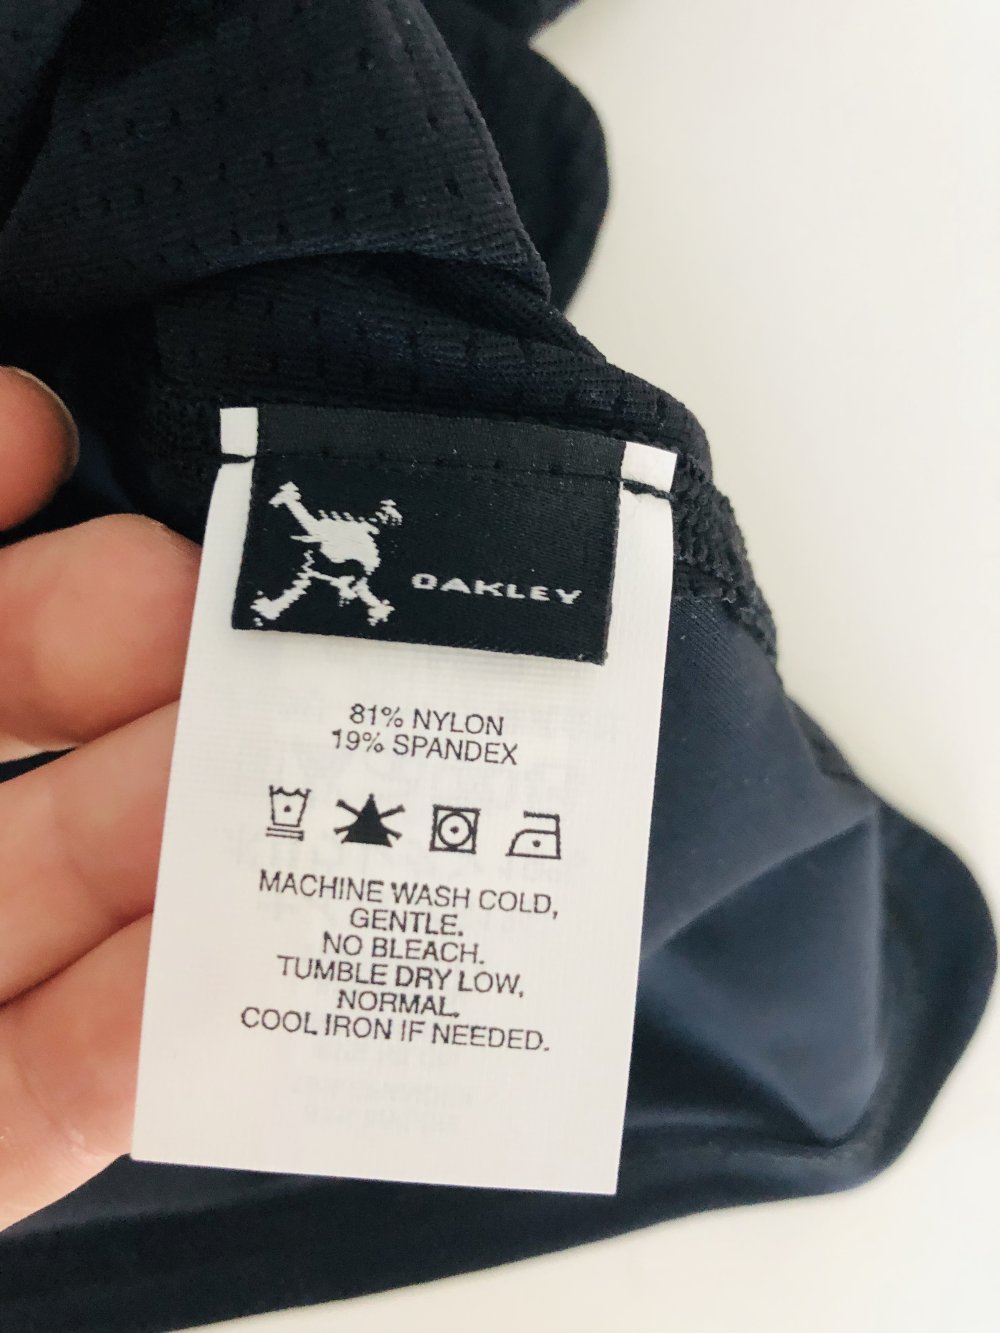 OAKLEY
81% NYLON
19% SPANDEX
MACHINE WASH COLD,
GENTLE.
NO BLEACH.
TUMBLE DRY LOW,
NORMAL.
COOL IRON IF NEEDED.